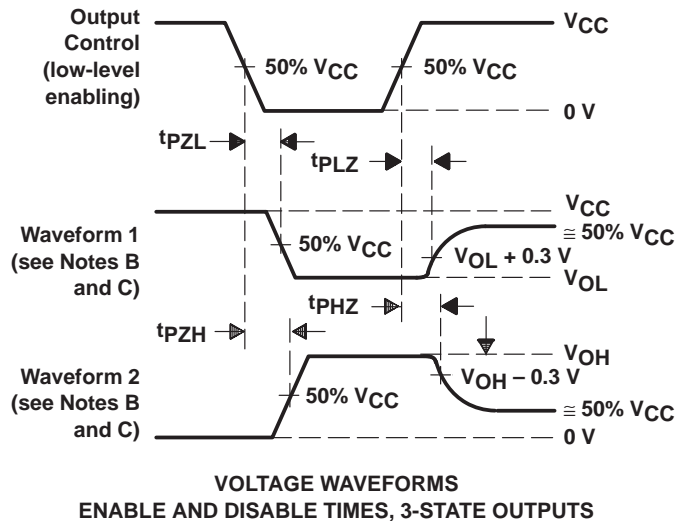 Output
Control
(low-level
enabling)
VCC
50% VCC
50% VCC
0 V
tPZL
tPLZ
Waveform 1
(see Notes B
and C)
VCC
≅ 50% VCC
50% VCC
VOL + 0.3 V
VOL
tPZH
tPHZ
Waveform 2
(see Notes B
and C)
VOH
VOH – 0.3 V
50% VCC
≅ 50% VCC
0 V
VOLTAGE WAVEFORMS
ENABLE AND DISABLE TIMES, 3-STATE OUTPUTS